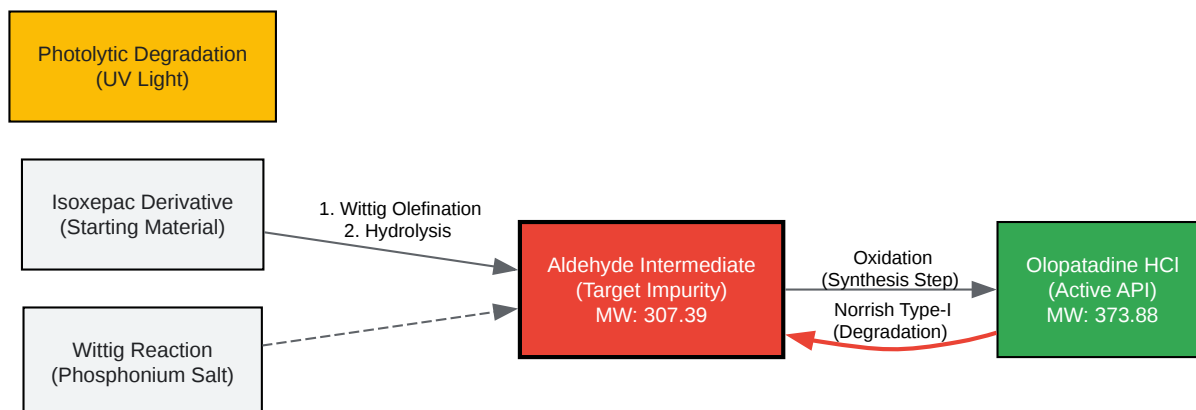 Photolytic Degradation
(UV Light)
Isoxepac Derivative
(Starting Material)
1. Wittig Olefination
2. Hydrolysis
Wittig Reaction
(Phosphonium Salt)
Aldehyde Intermediate
(Target Impurity)
MW: 307.39
Oxidation
(Synthesis Step)
Norrish Type-I
(Degradation)
Olopatadine HCl
(Active API)
MW: 373.88